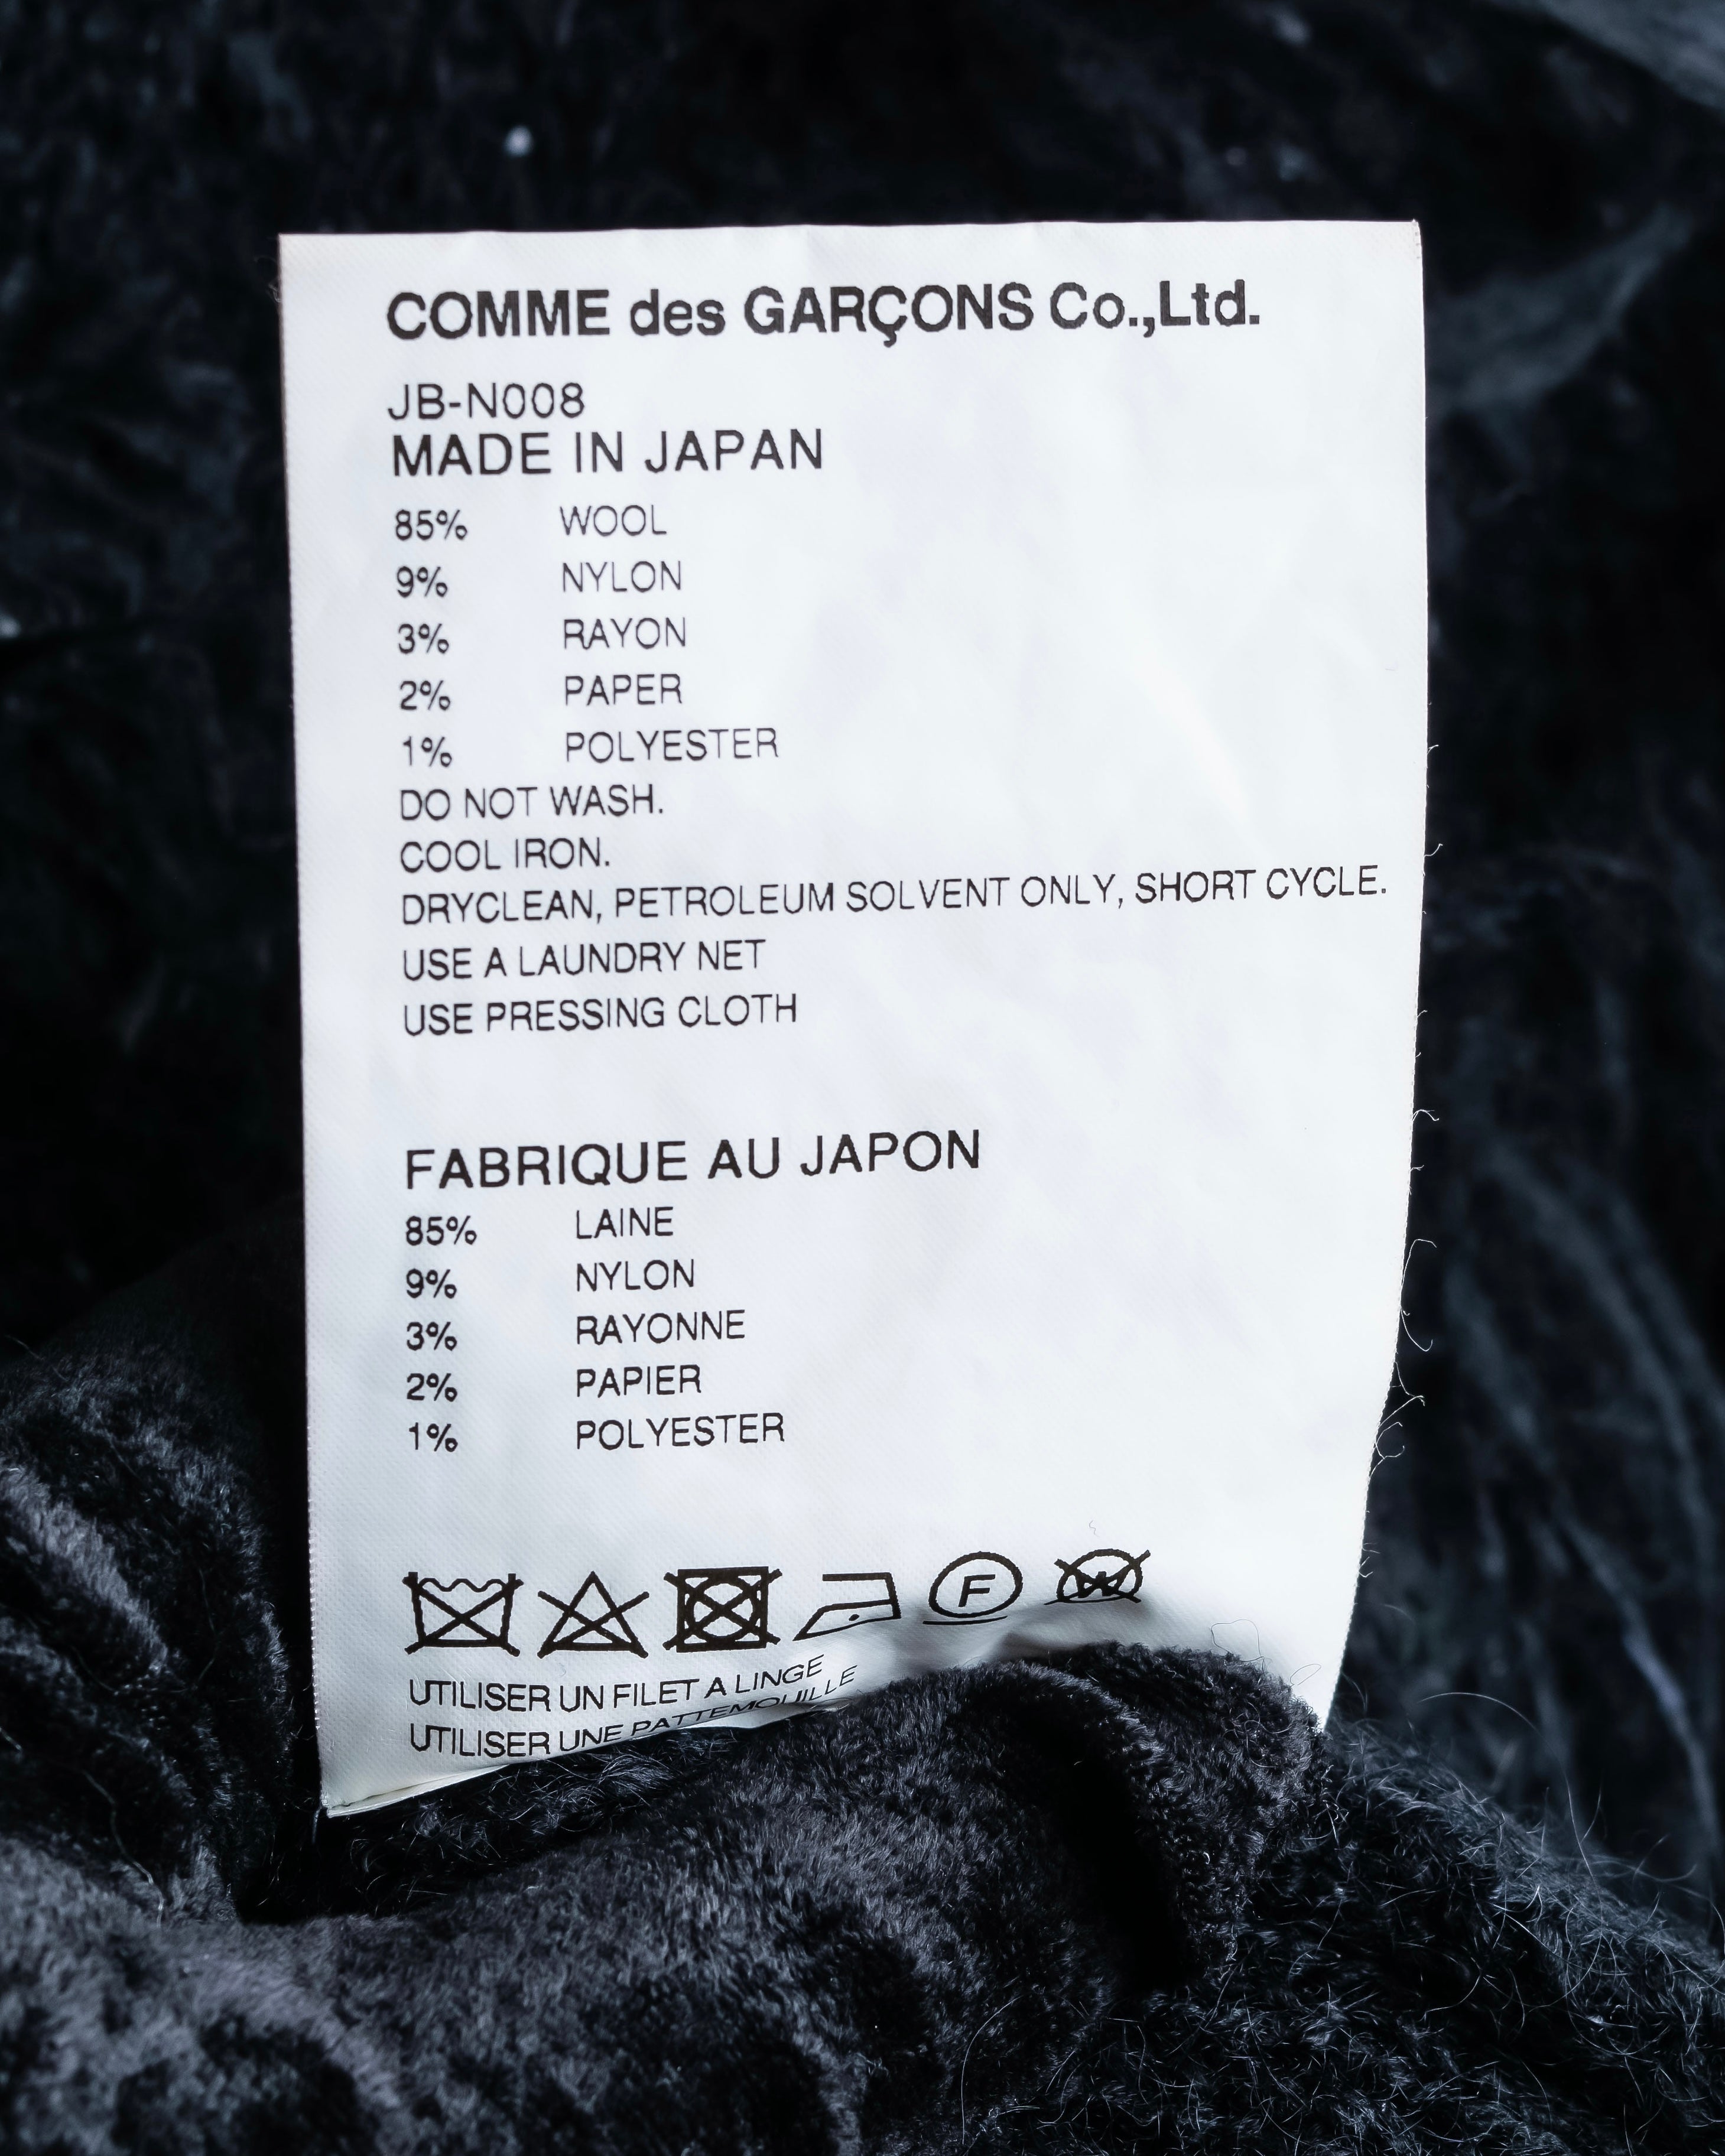 COMME des GARÇONS Co.,Ltd.
JB-N008
MADE IN JAPAN
85% WOOL
9% NYLON
3% RAYON
2% PAPER
1% POLYESTER
DO NOT WASH.
COOL IRON.
DRYCLEAN, PETROLEUM SOLVENT ONLY, SHORT CYCLE.
USE A LAUNDRY NET
USE PRESSING CLOTH
FABRIQUE AU JAPON
85% LAINE
9% NYLON
3% RAYONNE
2% PAPIER
1% POLYESTER
F W
UTILISER UN FILET A LINGE
UTILISER UNE PATTEMOUILLE